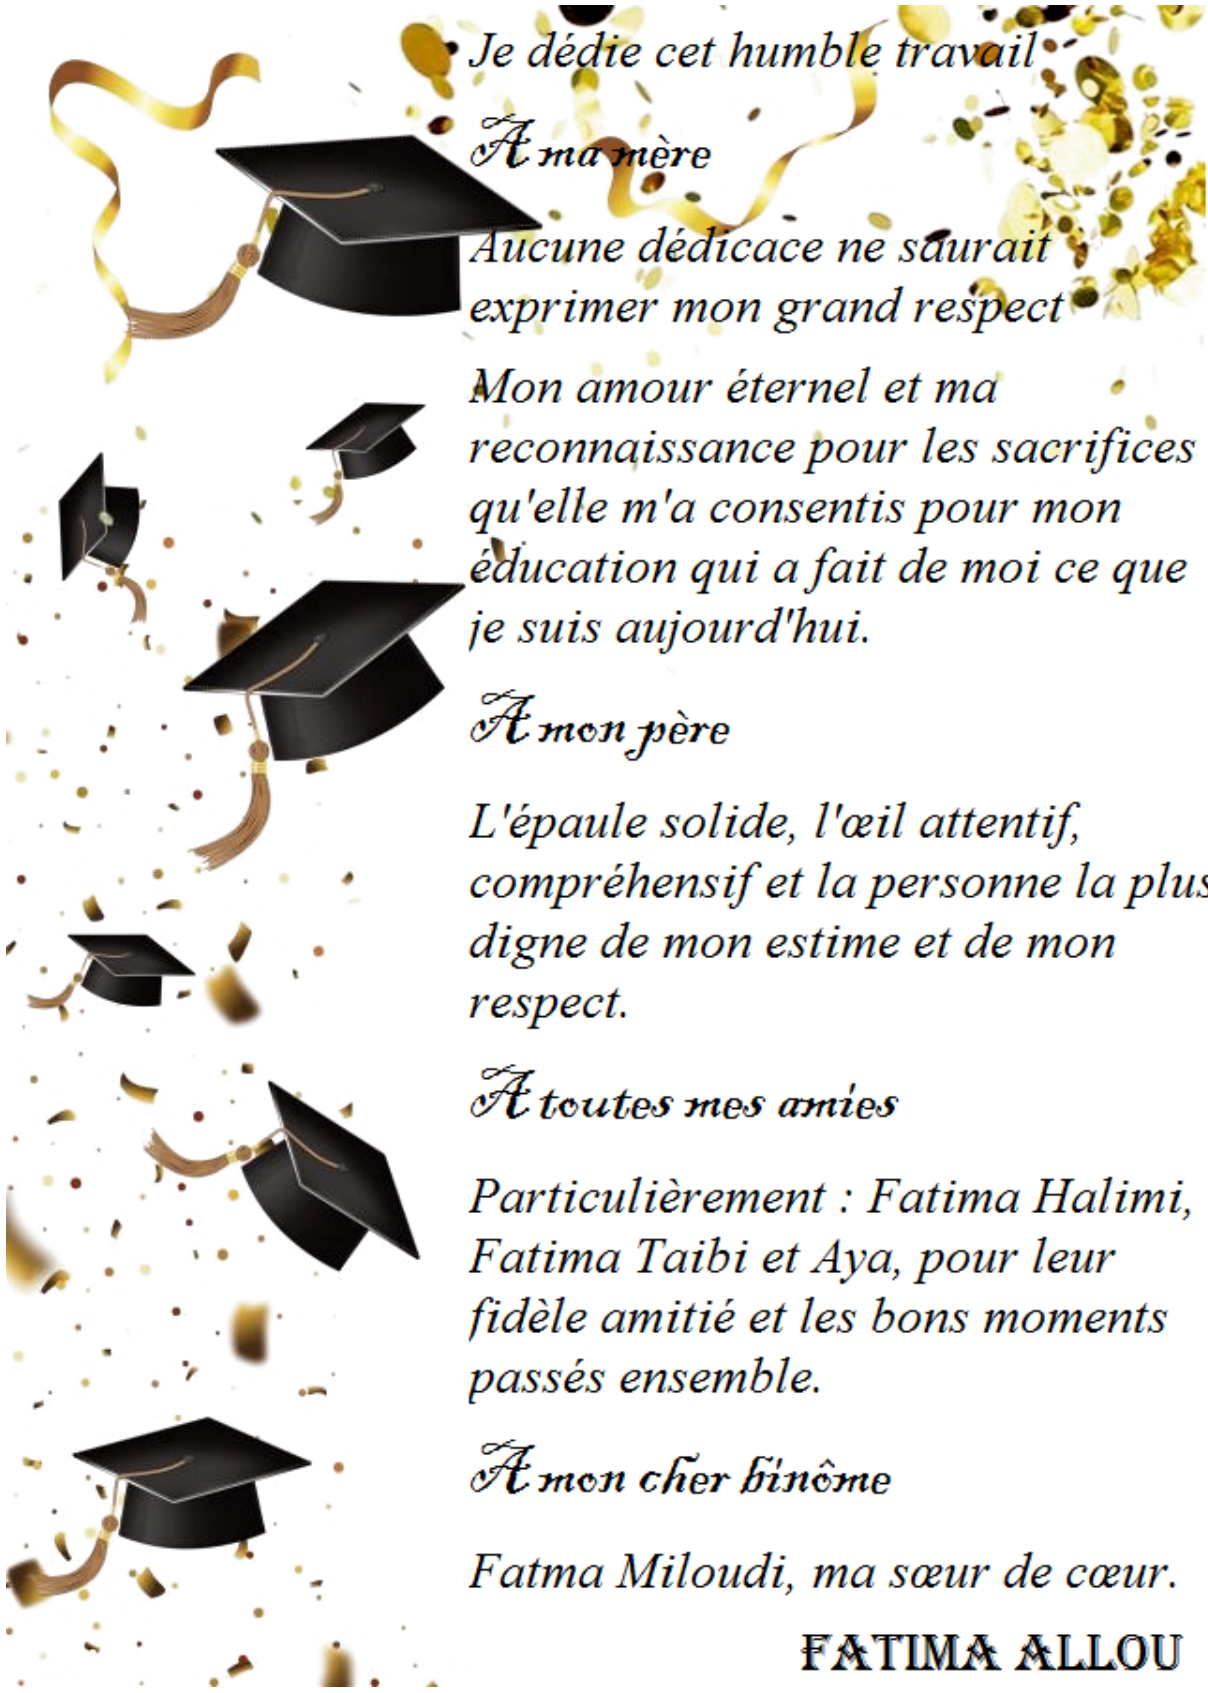 Je dédie cet humble travail
A ma mère
Aucune dédicace ne saurait
exprimer mon grand respect
Mon amour éternel et ma
reconnaissance pour les sacrifices
qu'elle m'a consentis pour mon
éducation qui a fait de moi ce que
je suis aujourd'hui.
A mon père
L'épaule solide, l'œil attentif,
compréhensif et la personne la plus
digne de mon estime et de mon
respect.
A toutes mes amies
Particulièrement : Fatima Halimi,
Fatima Taibi et Aya, pour leur
fidèle amitié et les bons moments
passés ensemble.
A mon cher binôme
Fatma Miloudi, ma sœur de cœur.
FATIMA ALLOU